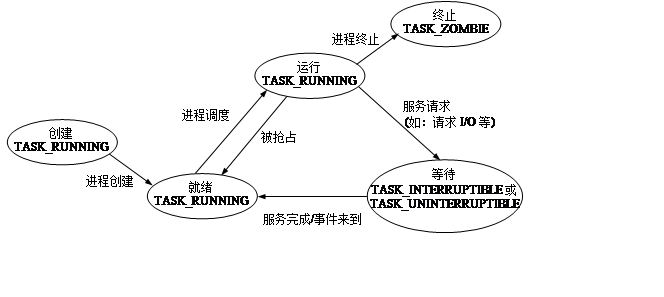 终止
TASK_ZOMBIE
进程终止
运行
TASK_RUNNING
服务请求
(如：请求 I/O 等)
进程调度
被抢占
创建
TASK_RUNNING
进程创建
就绪
TASK_RUNNING
等待
TASK_INTERRUPTIBLE 或
TASK_UNINTERRUPTIBLE
服务完成/事件来到